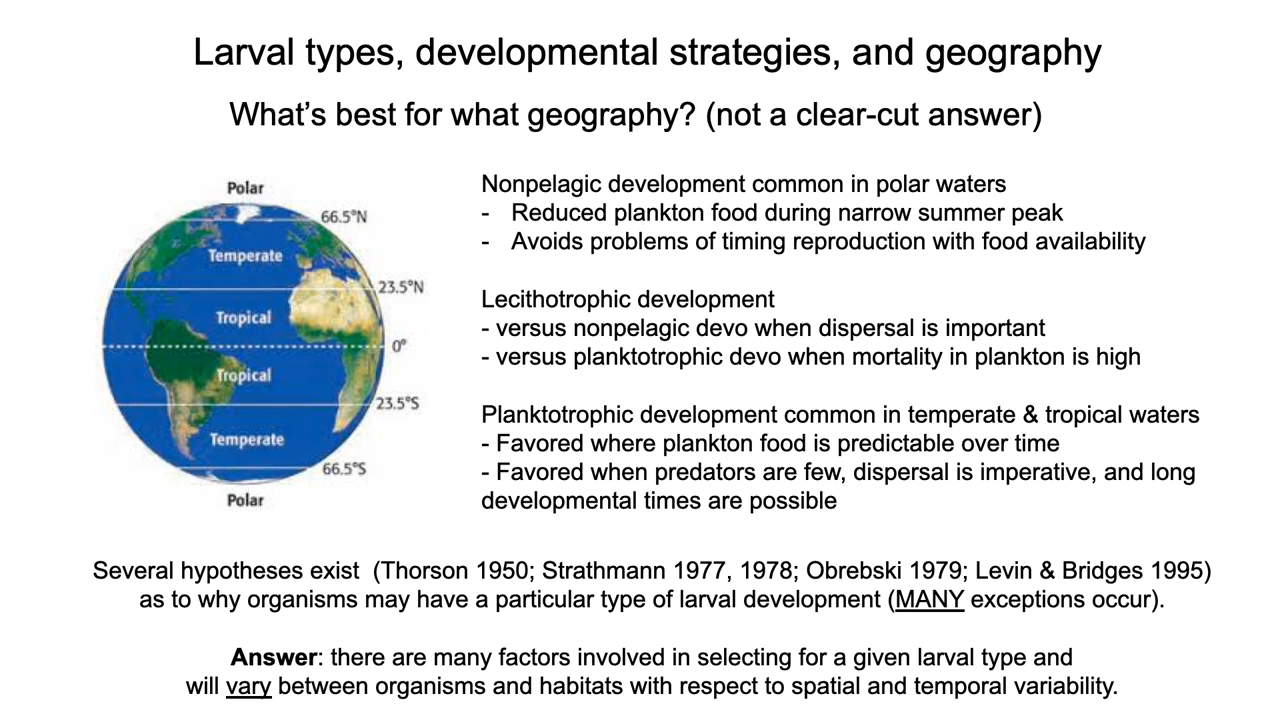 Larval types, developmental strategies, and geography
What’s best for what geography? (not a clear-cut answer)
Polar
66.5°N
Temperate
23.5°N
Tropical
0°
Tropical
23.5°S
Temperate
66.5°S
Polar
Nonpelagic development common in polar waters
- Reduced plankton food during narrow summer peak
- Avoids problems of timing reproduction with food availability
Lecithotrophic development
- versus nonpelagic devo when dispersal is important
- versus planktotrophic devo when mortality in plankton is high
Planktotrophic development common in temperate & tropical waters
- Favored where plankton food is predictable over time
- Favored when predators are few, dispersal is imperative, and long
developmental times are possible
Several hypotheses exist (Thorson 1950; Strathmann 1977, 1978; Obrebski 1979; Levin & Bridges 1995)
as to why organisms may have a particular type of larval development (MANY exceptions occur).
Answer: there are many factors involved in selecting for a given larval type and
will vary between organisms and habitats with respect to spatial and temporal variability.